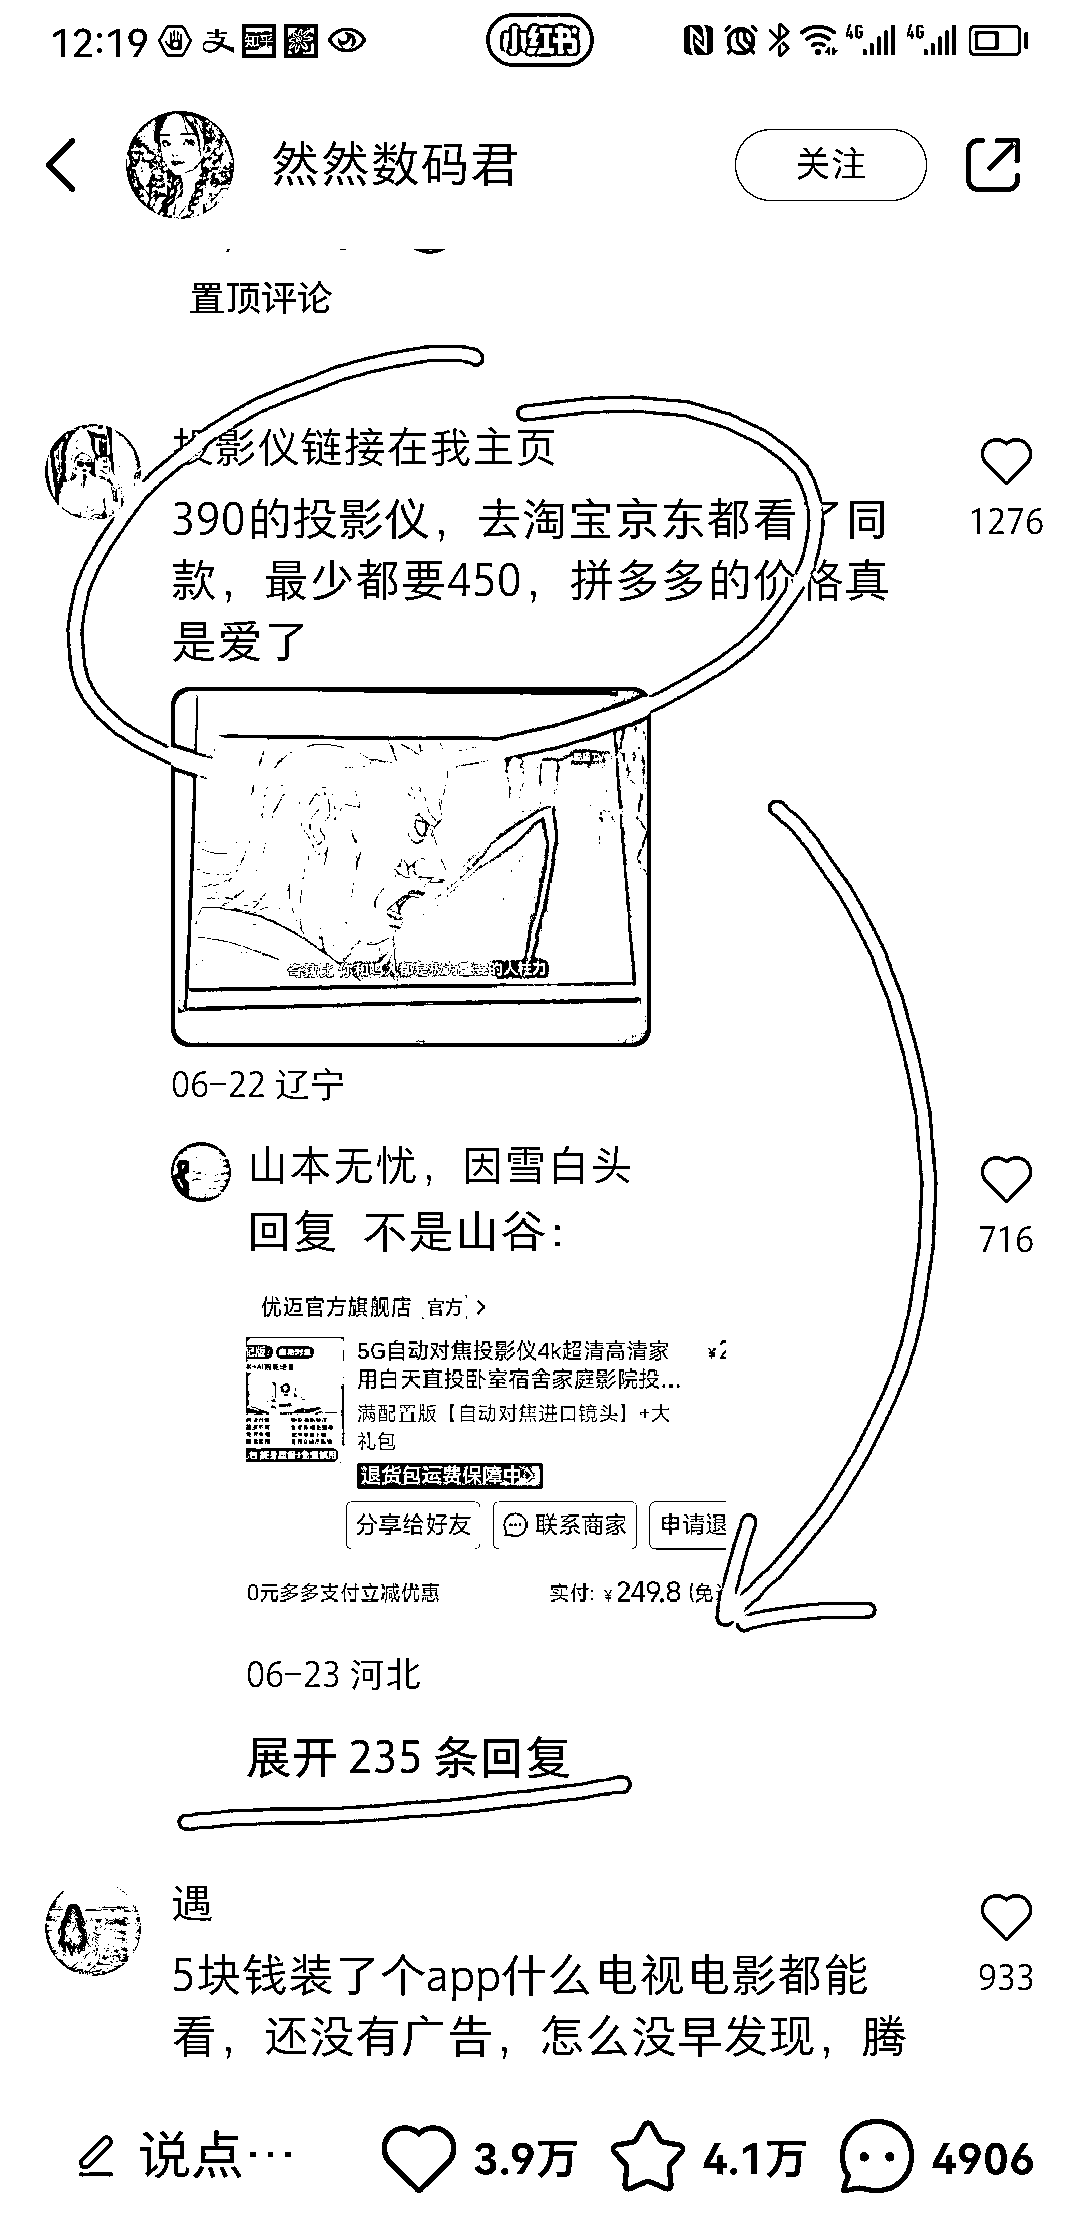 12:19 支 知乎 小红书 4G 4G
然然数码君
关注
置顶评论
投影仪链接在我主页
390的投影仪，去淘宝京东都看了同
款，最少都要450，拼多多的价格真
是爱了
1276
的人柱力
06-22 辽宁
山本无忧，因雪白头
回复 不是山谷：
716
优迈官方旗舰店 官方
5G自动对焦投影仪4k超清高清家
用白天直投卧室宿舍家庭影院投...
¥2
满配置版【自动对焦进口镜头】+大
礼包
退货包运费保障中
分享给好友
联系商家
申请退
0元多多支付立减优惠
实付: ¥249.8 (免
06-23 河北
展开 235 条回复
遇
5块钱装了个app什么电视电影都能
看，还没有广告，怎么没早发现，腾
933
说点...
3.9万
4.1万
4906